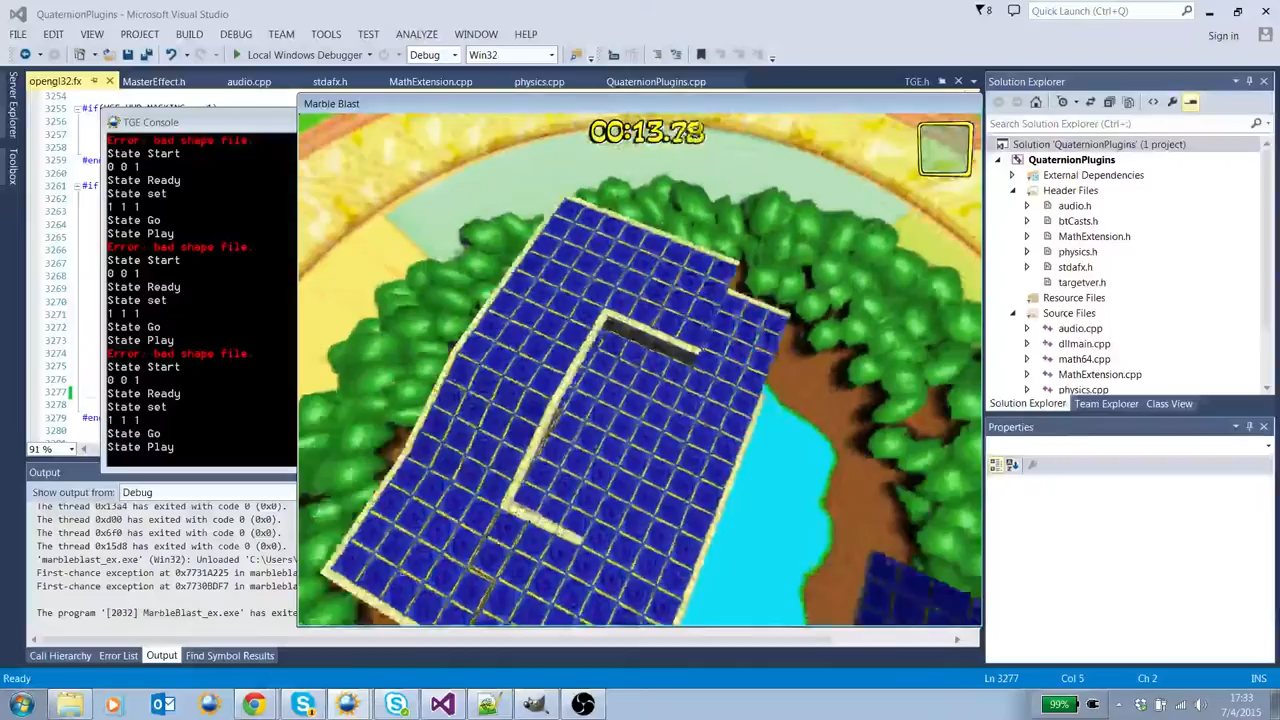 QuaternionPlugins - Microsoft Visual Studio
8
Quick Launch (Ctrl+Q)
FILE EDIT VIEW PROJECT BUILD DEBUG TEAM TOOLS TEST ANALYZE WINDOW HELP
Sign in
Local Windows Debugger Debug Win32
Server Explorer
Toolbox
opengl32.fx MasterEffect.h audio.cpp stdafx.h MathExtension.cpp physics.cpp QuaternionPlugins.cpp TGE.h
3254
3255
3256
3257
3258
3259
3260
3261
3262
3263
3264
3265
3266
3267
3268
3269
3270
3271
3272
3273
3274
3275
3276
3277
3278
3279
#if
91 %
TGE Console
Error: bad shape file.
State Start
0 0 1
State Ready
State set
1 1 1
State Go
State Play
Error: bad shape file.
State Start
0 0 1
State Ready
State set
1 1 1
State Go
State Play
Error: bad shape file.
State Start
0 0 1
State Ready
State set
1 1 1
State Go
State Play
Marble Blast
00:13.28
Output
Show output from: Debug
The thread 0x13a4 has exited with code 0 (0x0).
The thread 0xd00 has exited with code 0 (0x0).
The thread 0x6f0 has exited with code 0 (0x0).
The thread 0x15d8 has exited with code 0 (0x0).
'marbleblast_ex.exe' (Win32): Unloaded 'C:\Users\
First-chance exception at 0x7731A225 in marblebla
First-chance exception at 0x7730BDF7 in marblebla
The program '[2032] MarbleBlast_ex.exe' has exite
Call Hierarchy Error List Output Find Symbol Results
Solution Explorer
Search Solution Explorer (Ctrl+;)
Solution 'QuaternionPlugins' (1 project)
QuaternionPlugins
External Dependencies
Header Files
audio.h
btCasts.h
MathExtension.h
physics.h
stdafx.h
targetver.h
Resource Files
Source Files
audio.cpp
dllmain.cpp
math64.cpp
MathExtension.cpp
physics.cpp
Solution Explorer Team Explorer Class View
Properties
Ready
Ln 3277 Col 5 Ch 2 INS
99%
17:33
7/4/2015